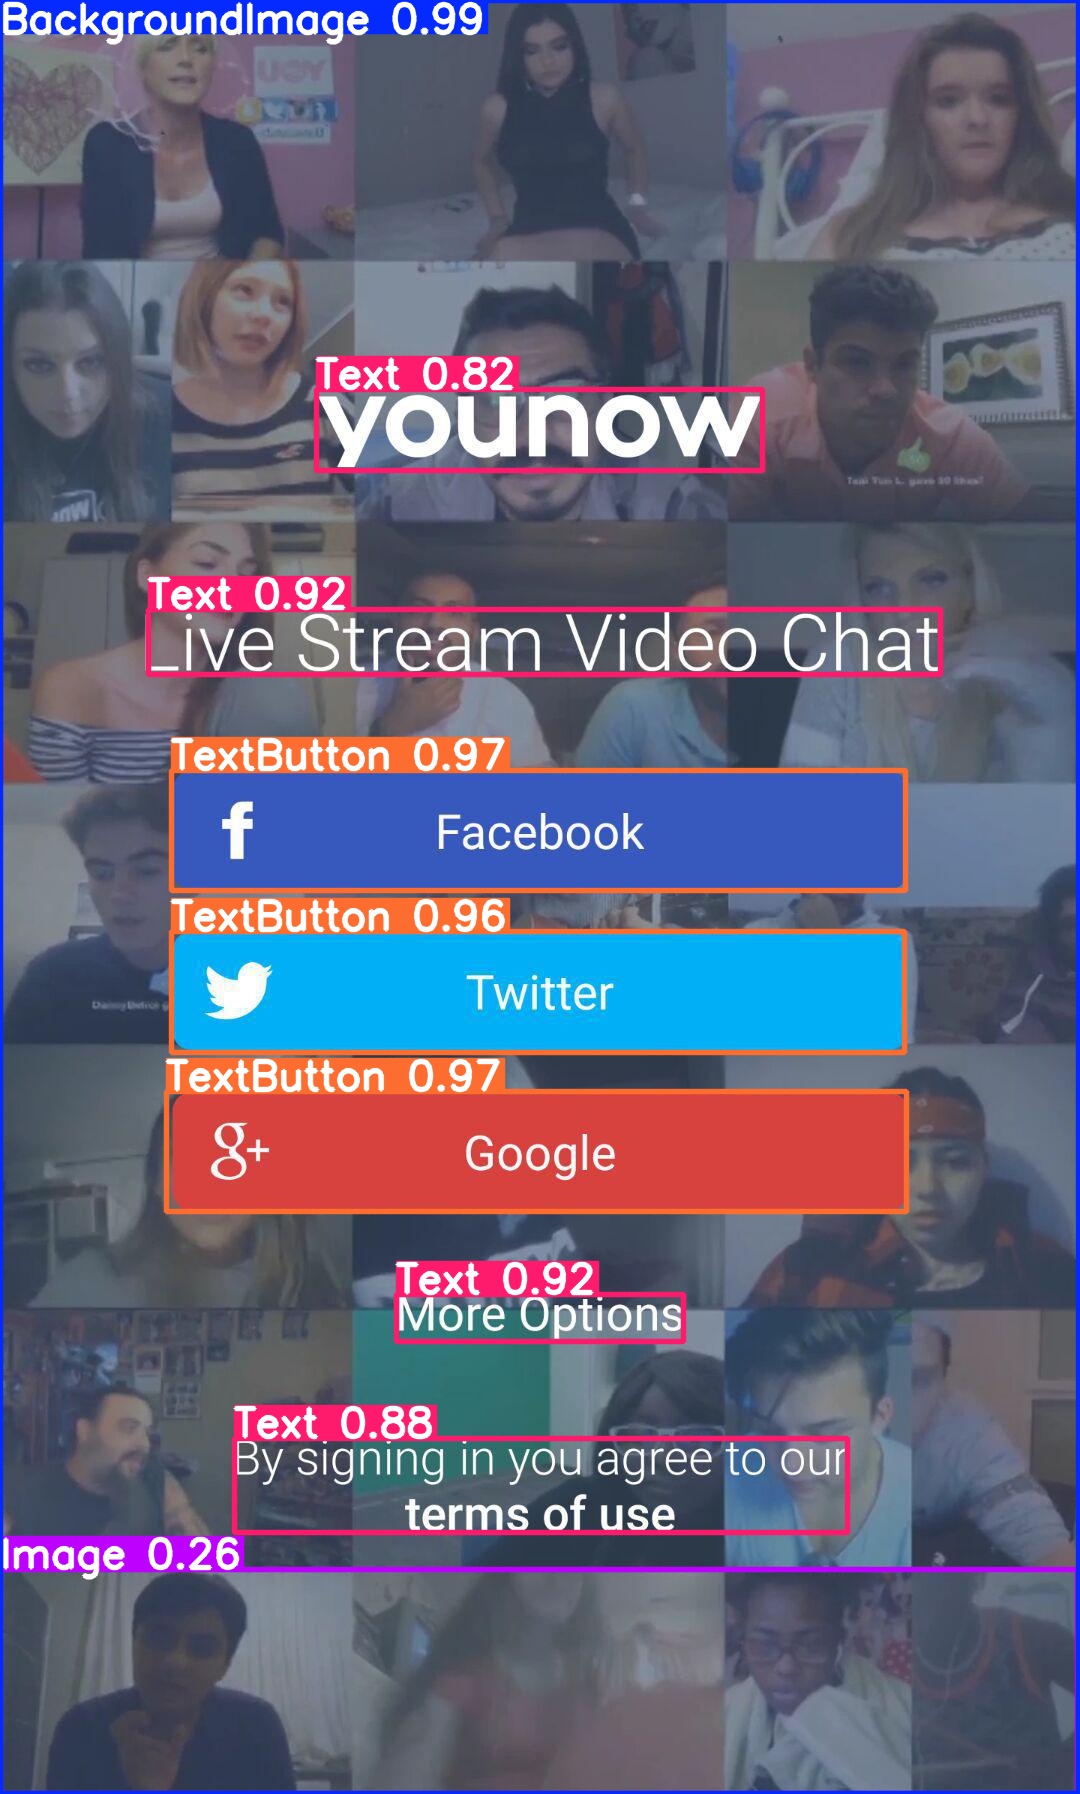 BackgroundImage 0.99
YOU
Text 0.82
younow
Text 0.92
Live Stream Video Chat
TextButton 0.97
f Facebook
TextButton 0.96
Twitter
TextButton 0.97
g+ Google
Text 0.92
More Options
Text 0.88
By signing in you agree to our
terms of use
Image 0.26